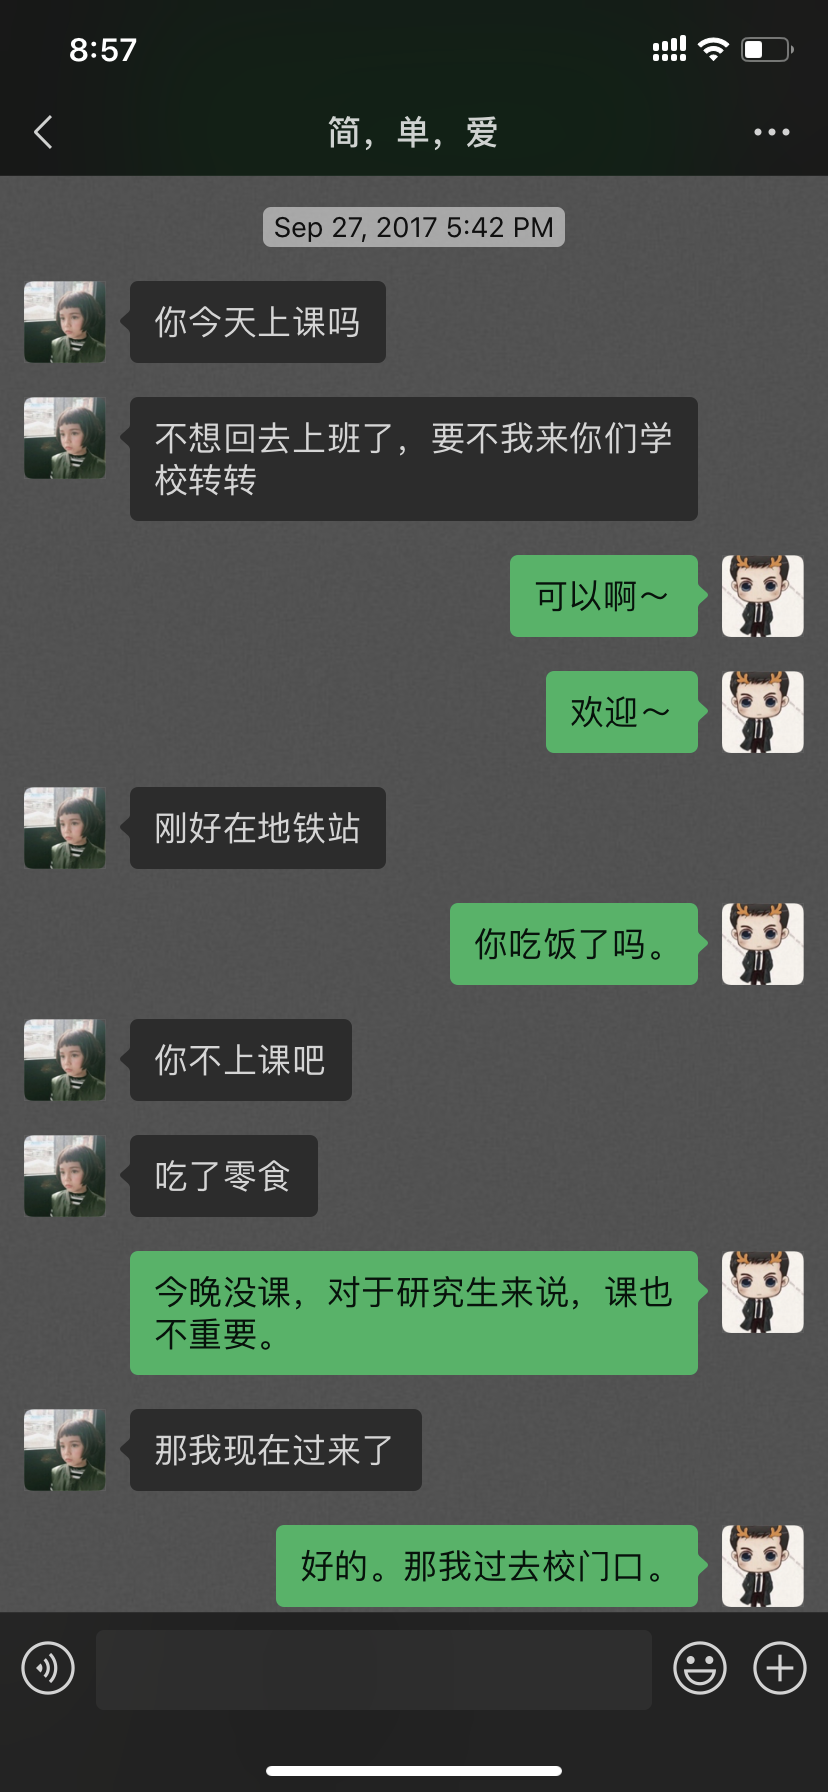 8:57
简，单，爱
Sep 27, 2017 5:42 PM
你今天上课吗
不想回去上班了，要不我来你们学
校转转
可以啊～
欢迎～
刚好在地铁站
你吃饭了吗。
你不上课吧
吃了零食
今晚没课，对于研究生来说，课也
不重要。
那我现在过来了
好的。那我过去校门口。